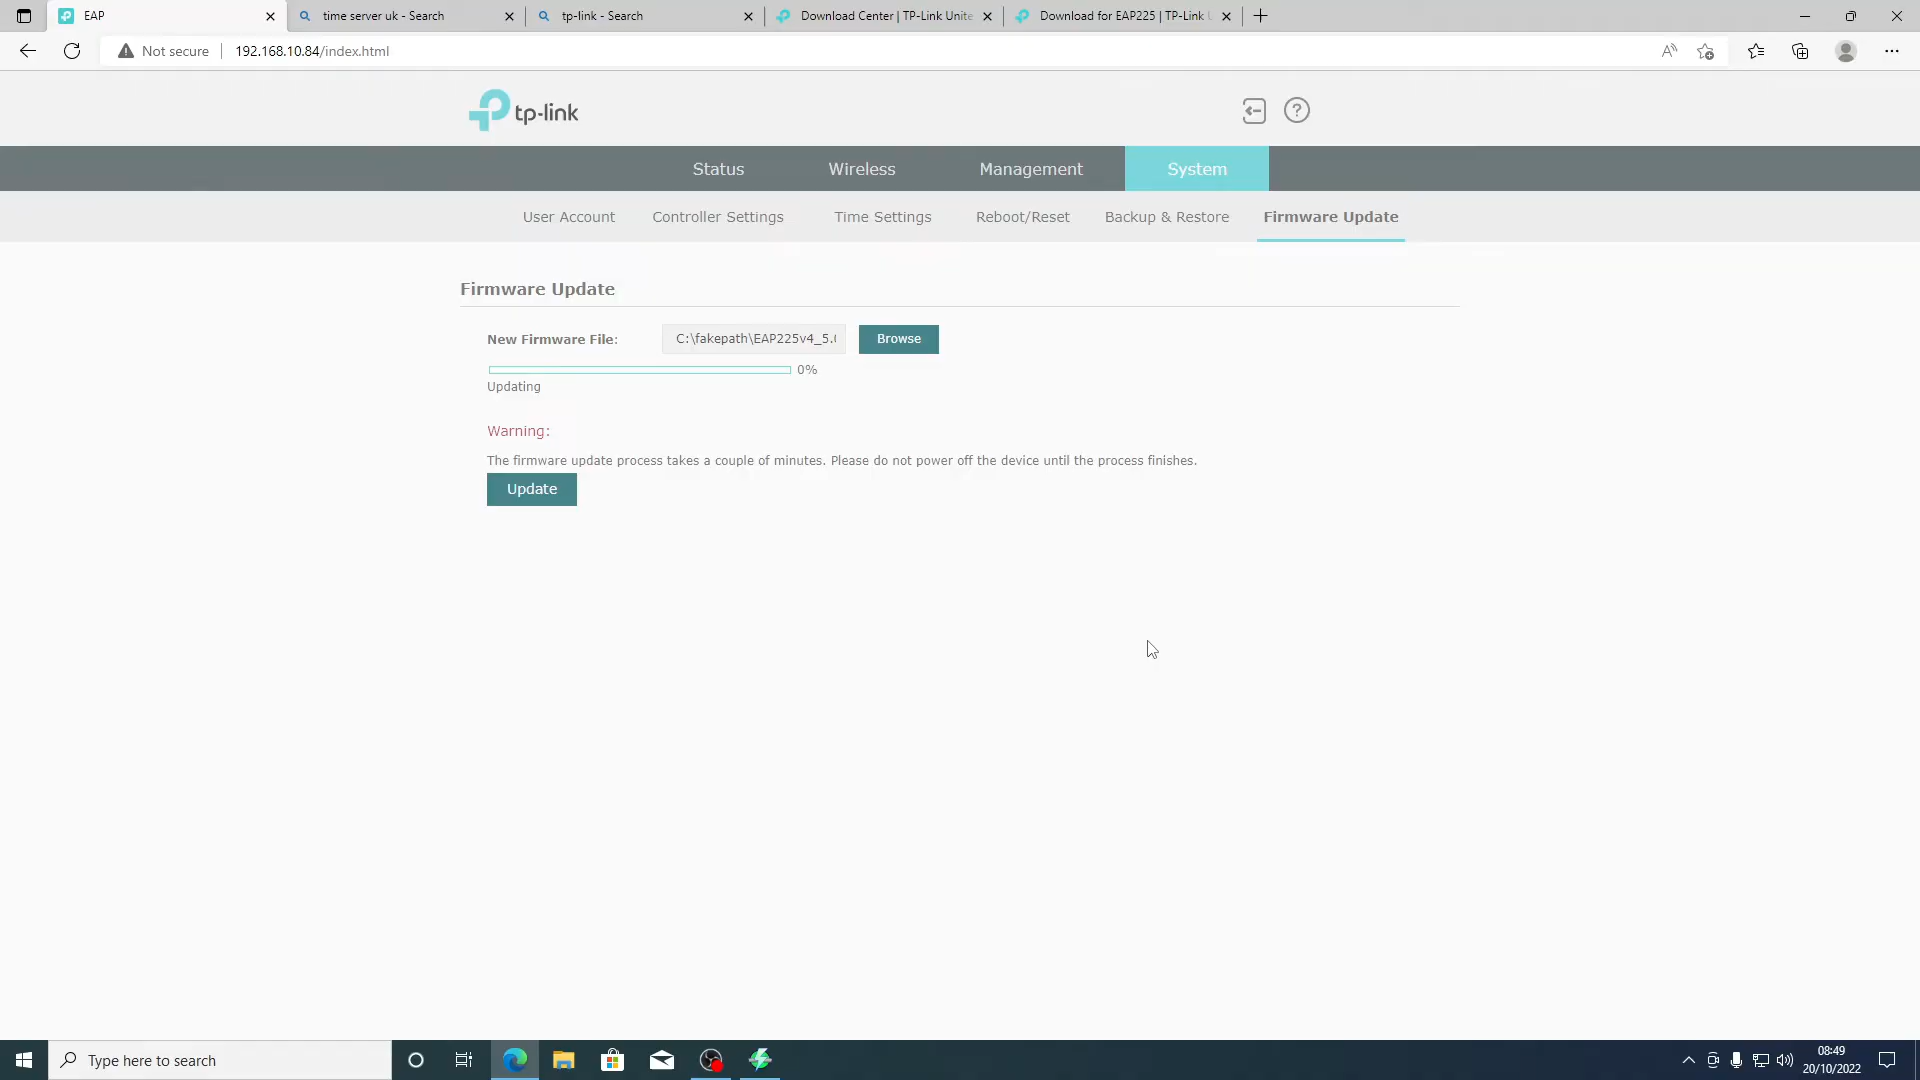 EAP
time server uk - Search
tp-link - Search
Download Center | TP-Link Unite
Download for EAP225 | TP-Link U
Not secure
192.168.10.84/index.html
tp-link
Status
Wireless
Management
System
User Account
Controller Settings
Time Settings
Reboot/Reset
Backup & Restore
Firmware Update
Firmware Update
New Firmware File:
C:\fakepath\EAP225v4_5.0
Browse
0%
Updating
Warning:
The firmware update process takes a couple of minutes. Please do not power off the device until the process finishes.
Update
Type here to search
08:49
20/10/2022